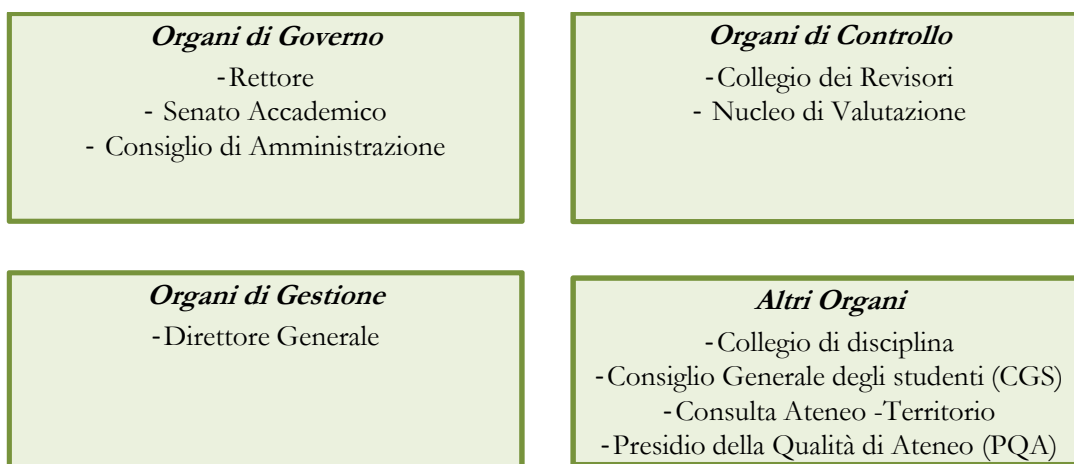 Organi di Governo
-Rettore
- Senato Accademico
- Consiglio di Amministrazione
Organi di Controllo
-Collegio dei Revisori
- Nucleo di Valutazione
Organi di Gestione
-Direttore Generale
Altri Organi
-Collegio di disciplina
-Consiglio Generale degli studenti (CGS)
-Consulta Ateneo -Territorio
-Presidio della Qualità di Ateneo (PQA)